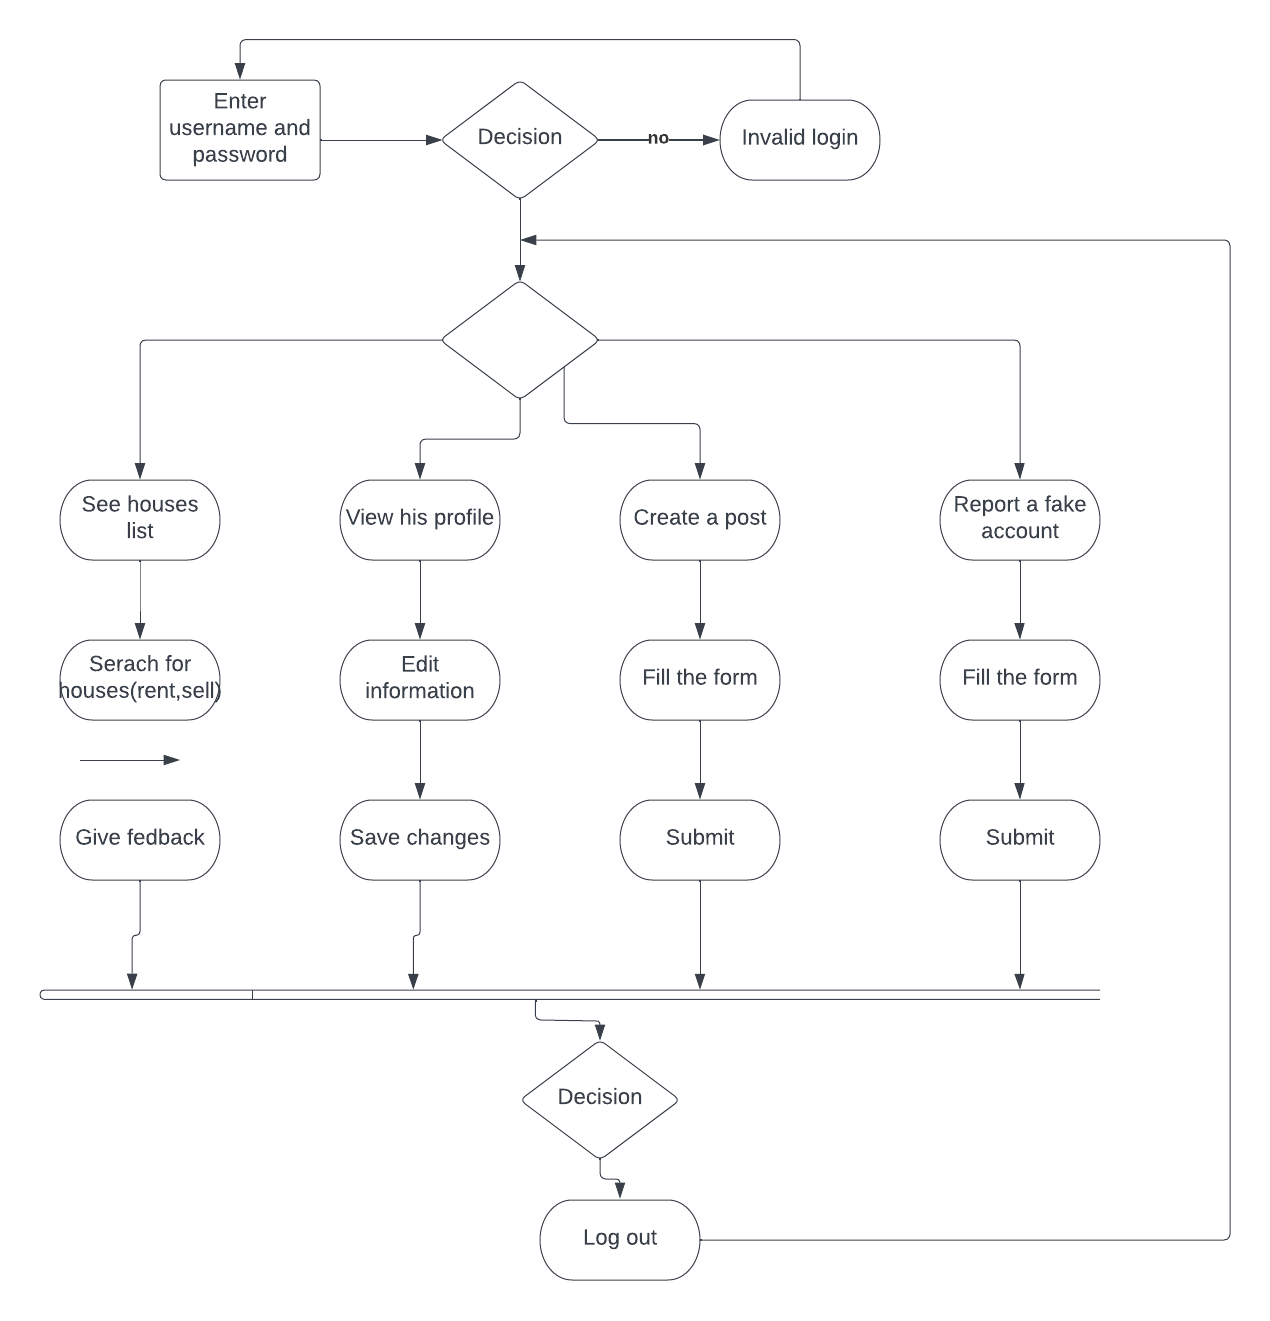 Enter
username and
password
Decision
no
Invalid login
See houses
list
View his profile
Create a post
Report a fake
account
Serach for
houses(rent,sell)
Edit
information
Fill the form
Fill the form
Give fedback
Save changes
Submit
Submit
Decision
Log out